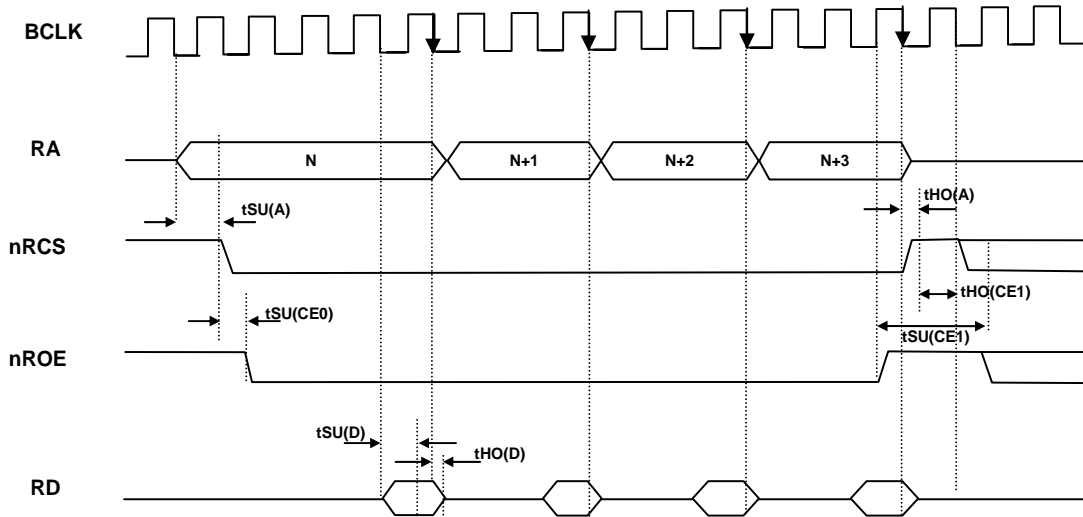 BCLK
RA
N
N+1
N+2
N+3
tSU(A)
tHO(A)
nRCS
tHO(CE1)
tSU(CE0)
tSU(CE1)
nROE
tSU(D)
tHO(D)
RD